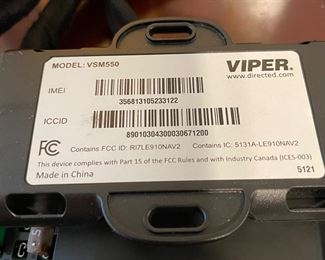 MODEL: VSM550
VIPER.
www.directed.com
IMEI
356813105233122
ICCID
89010304300030671200
FC Contains FCC ID: RI7LE910NAV2 Contains IC: 5131A-LE910NAV2
This device complies with Part 15 of the FCC Rules and with Industry Canada (ICES-003)
Made in China
5121